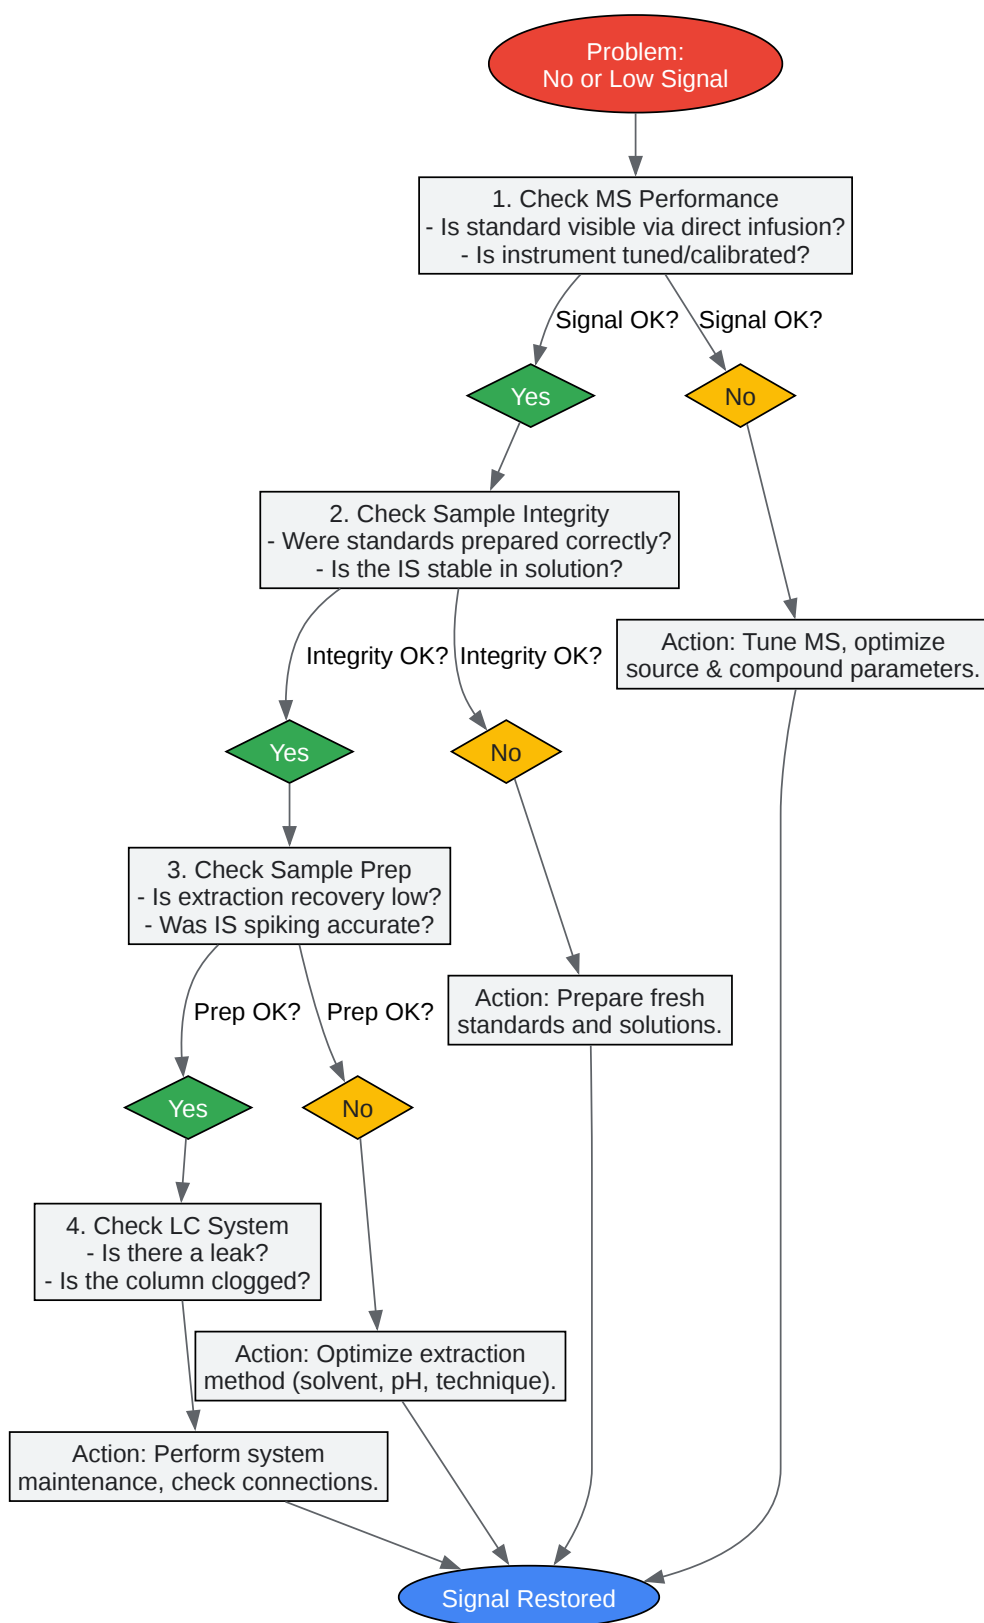 Problem:
No or Low Signal
1. Check MS Performance
- Is standard visible via direct infusion?
- Is instrument tuned/calibrated?
Signal OK?
Signal OK?
Yes
No
2. Check Sample Integrity
- Were standards prepared correctly?
- Is the IS stable in solution?
Action: Tune MS, optimize
source & compound parameters.
Integrity OK?
Integrity OK?
Yes
No
3. Check Sample Prep
- Is extraction recovery low?
- Was IS spiking accurate?
Action: Prepare fresh
standards and solutions.
Prep OK?
Prep OK?
Yes
No
4. Check LC System
- Is there a leak?
- Is the column clogged?
Action: Optimize extraction
method (solvent, pH, technique).
Action: Perform system
maintenance, check connections.
Signal Restored